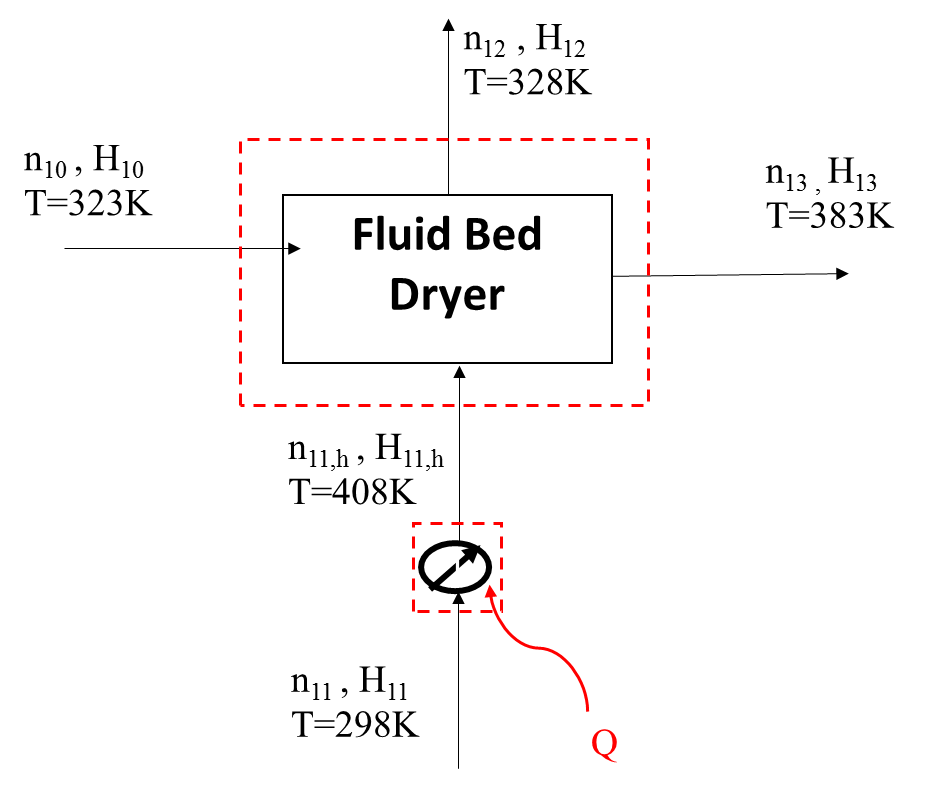 n₁₂ , H₁₂
T=328K
n₁₀ , H₁₀
T=323K
n₁₃ , H₁₃
T=383K
Fluid Bed
Dryer
n₁₁,ₕ , H₁₁,ₕ
T=408K
n₁₁ , H₁₁
T=298K
Q